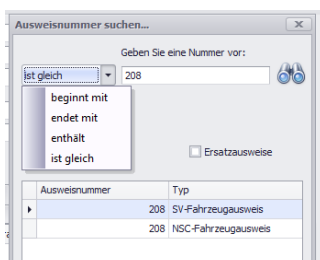 Ausweisnummer suchen...
Geben Sie eine Nummer vor:
ist gleich 208
beginnt mit
endet mit
enthält
ist gleich
Ersatzausweise
Ausweisnummer Typ
208 SV-Fahrzeugausweis
208 NSC-Fahrzeugausweis